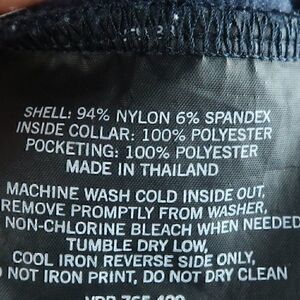 SHELL: 94% NYLON 6% SPANDEX
INSIDE COLLAR: 100% POLYESTER
POCKETING: 100% POLYESTER
MADE IN THAILAND
MACHINE WASH COLD INSIDE OUT,
REMOVE PROMPTLY FROM WASHER,
NON-CHLORINE BLEACH WHEN NEEDED
TUMBLE DRY LOW,
COOL IRON REVERSE SIDE ONLY,
NOT IRON PRINT, DO NOT DRY CLEAN